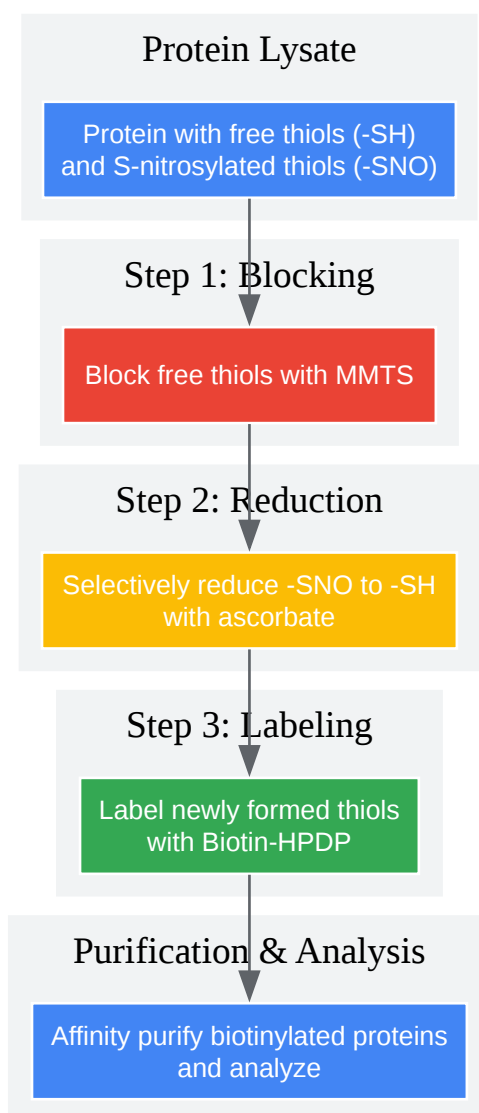 Protein Lysate
Protein with free thiols (-SH)
and S-nitrosylated thiols (-SNO)
Step 1: Blocking
Block free thiols with MMTS
Step 2: Reduction
Selectively reduce -SNO to -SH
with ascorbate
Step 3: Labeling
Label newly formed thiols
with Biotin-HPDP
Purification & Analysis
Affinity purify biotinylated proteins
and analyze